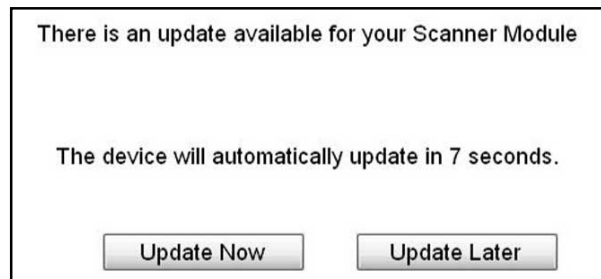 There is an update available for your Scanner Module
The device will automatically update in 7 seconds.
Update Now Update Later